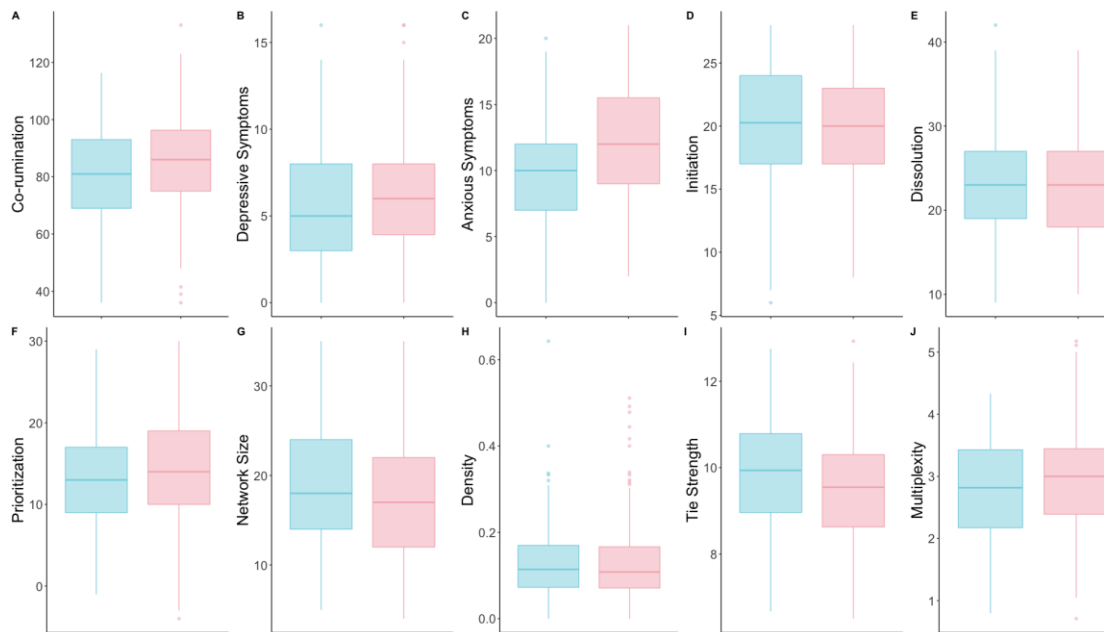 A
Co-rumination
120
100
80
60
40
B
Depressive Symptoms
15
10
5
0
C
Anxious Symptoms
20
15
10
5
0
D
Initiation
25
20
15
10
5
E
Dissolution
40
30
20
10
F
Prioritization
30
20
10
0
G
Network Size
30
20
10
H
Density
0.6
0.4
0.2
0.0
I
Tie Strength
12
10
8
J
Multiplexity
5
4
3
2
1